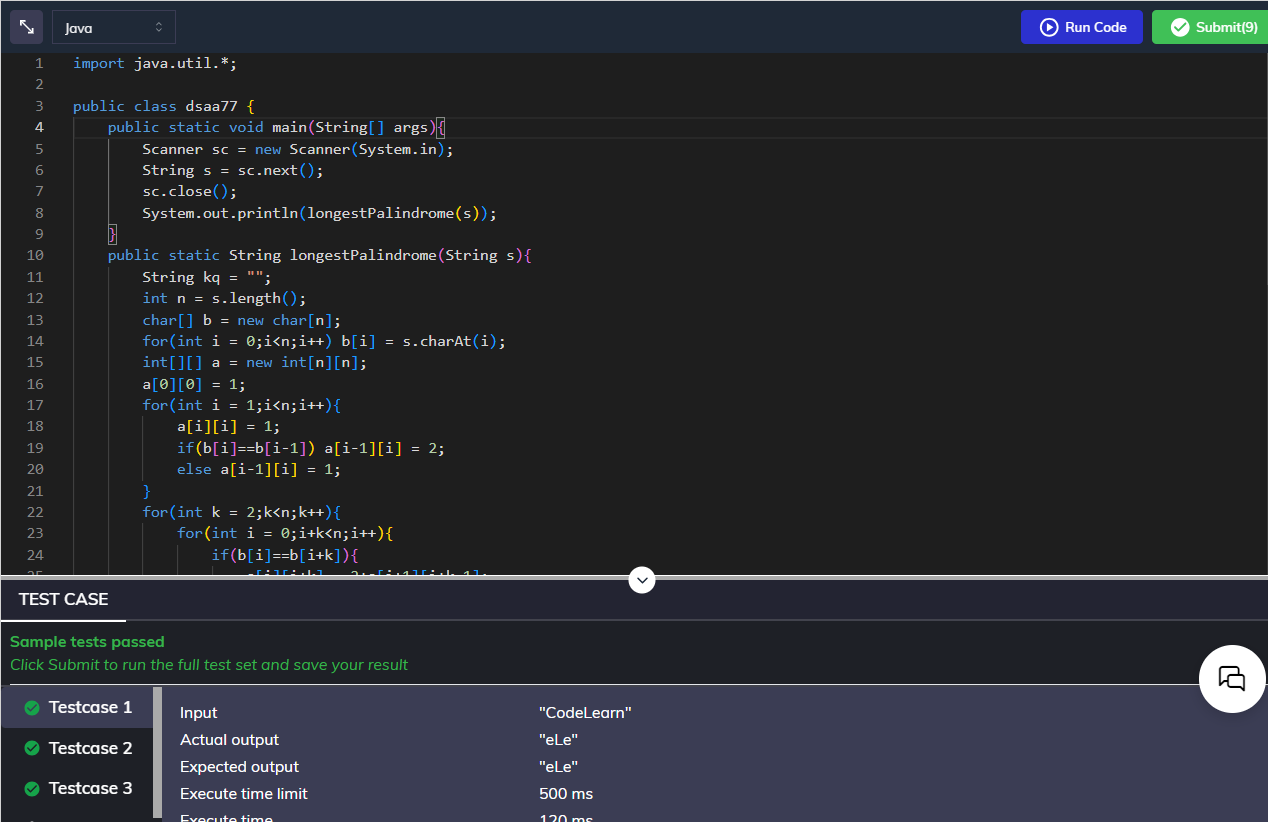 Java
Run Code
Submit(9)
1 import java.util.*;
2
3 public class dsaa77 {
4 public static void main(String[] args){
5 Scanner sc = new Scanner(System.in);
6 String s = sc.next();
7 sc.close();
8 System.out.println(longestPalindrome(s));
9 }
10 public static String longestPalindrome(String s){
11 String kq = "";
12 int n = s.length();
13 char[] b = new char[n];
14 for(int i = 0;i<n;i++) b[i] = s.charAt(i);
15 int[][] a = new int[n][n];
16 a[0][0] = 1;
17 for(int i = 1;i<n;i++){
18 a[i][i] = 1;
19 if(b[i]==b[i-1]) a[i-1][i] = 2;
20 else a[i-1][i] = 1;
21 }
22 for(int k = 2;k<n;k++){
23 for(int i = 0;i+k<n;i++){
24 if(b[i]==b[i+k]){
TEST CASE
Sample tests passed
Click Submit to run the full test set and save your result
Testcase 1
Testcase 2
Testcase 3
Input "CodeLearn"
Actual output "eLe"
Expected output "eLe"
Execute time limit 500 ms
Execute time 120 ms